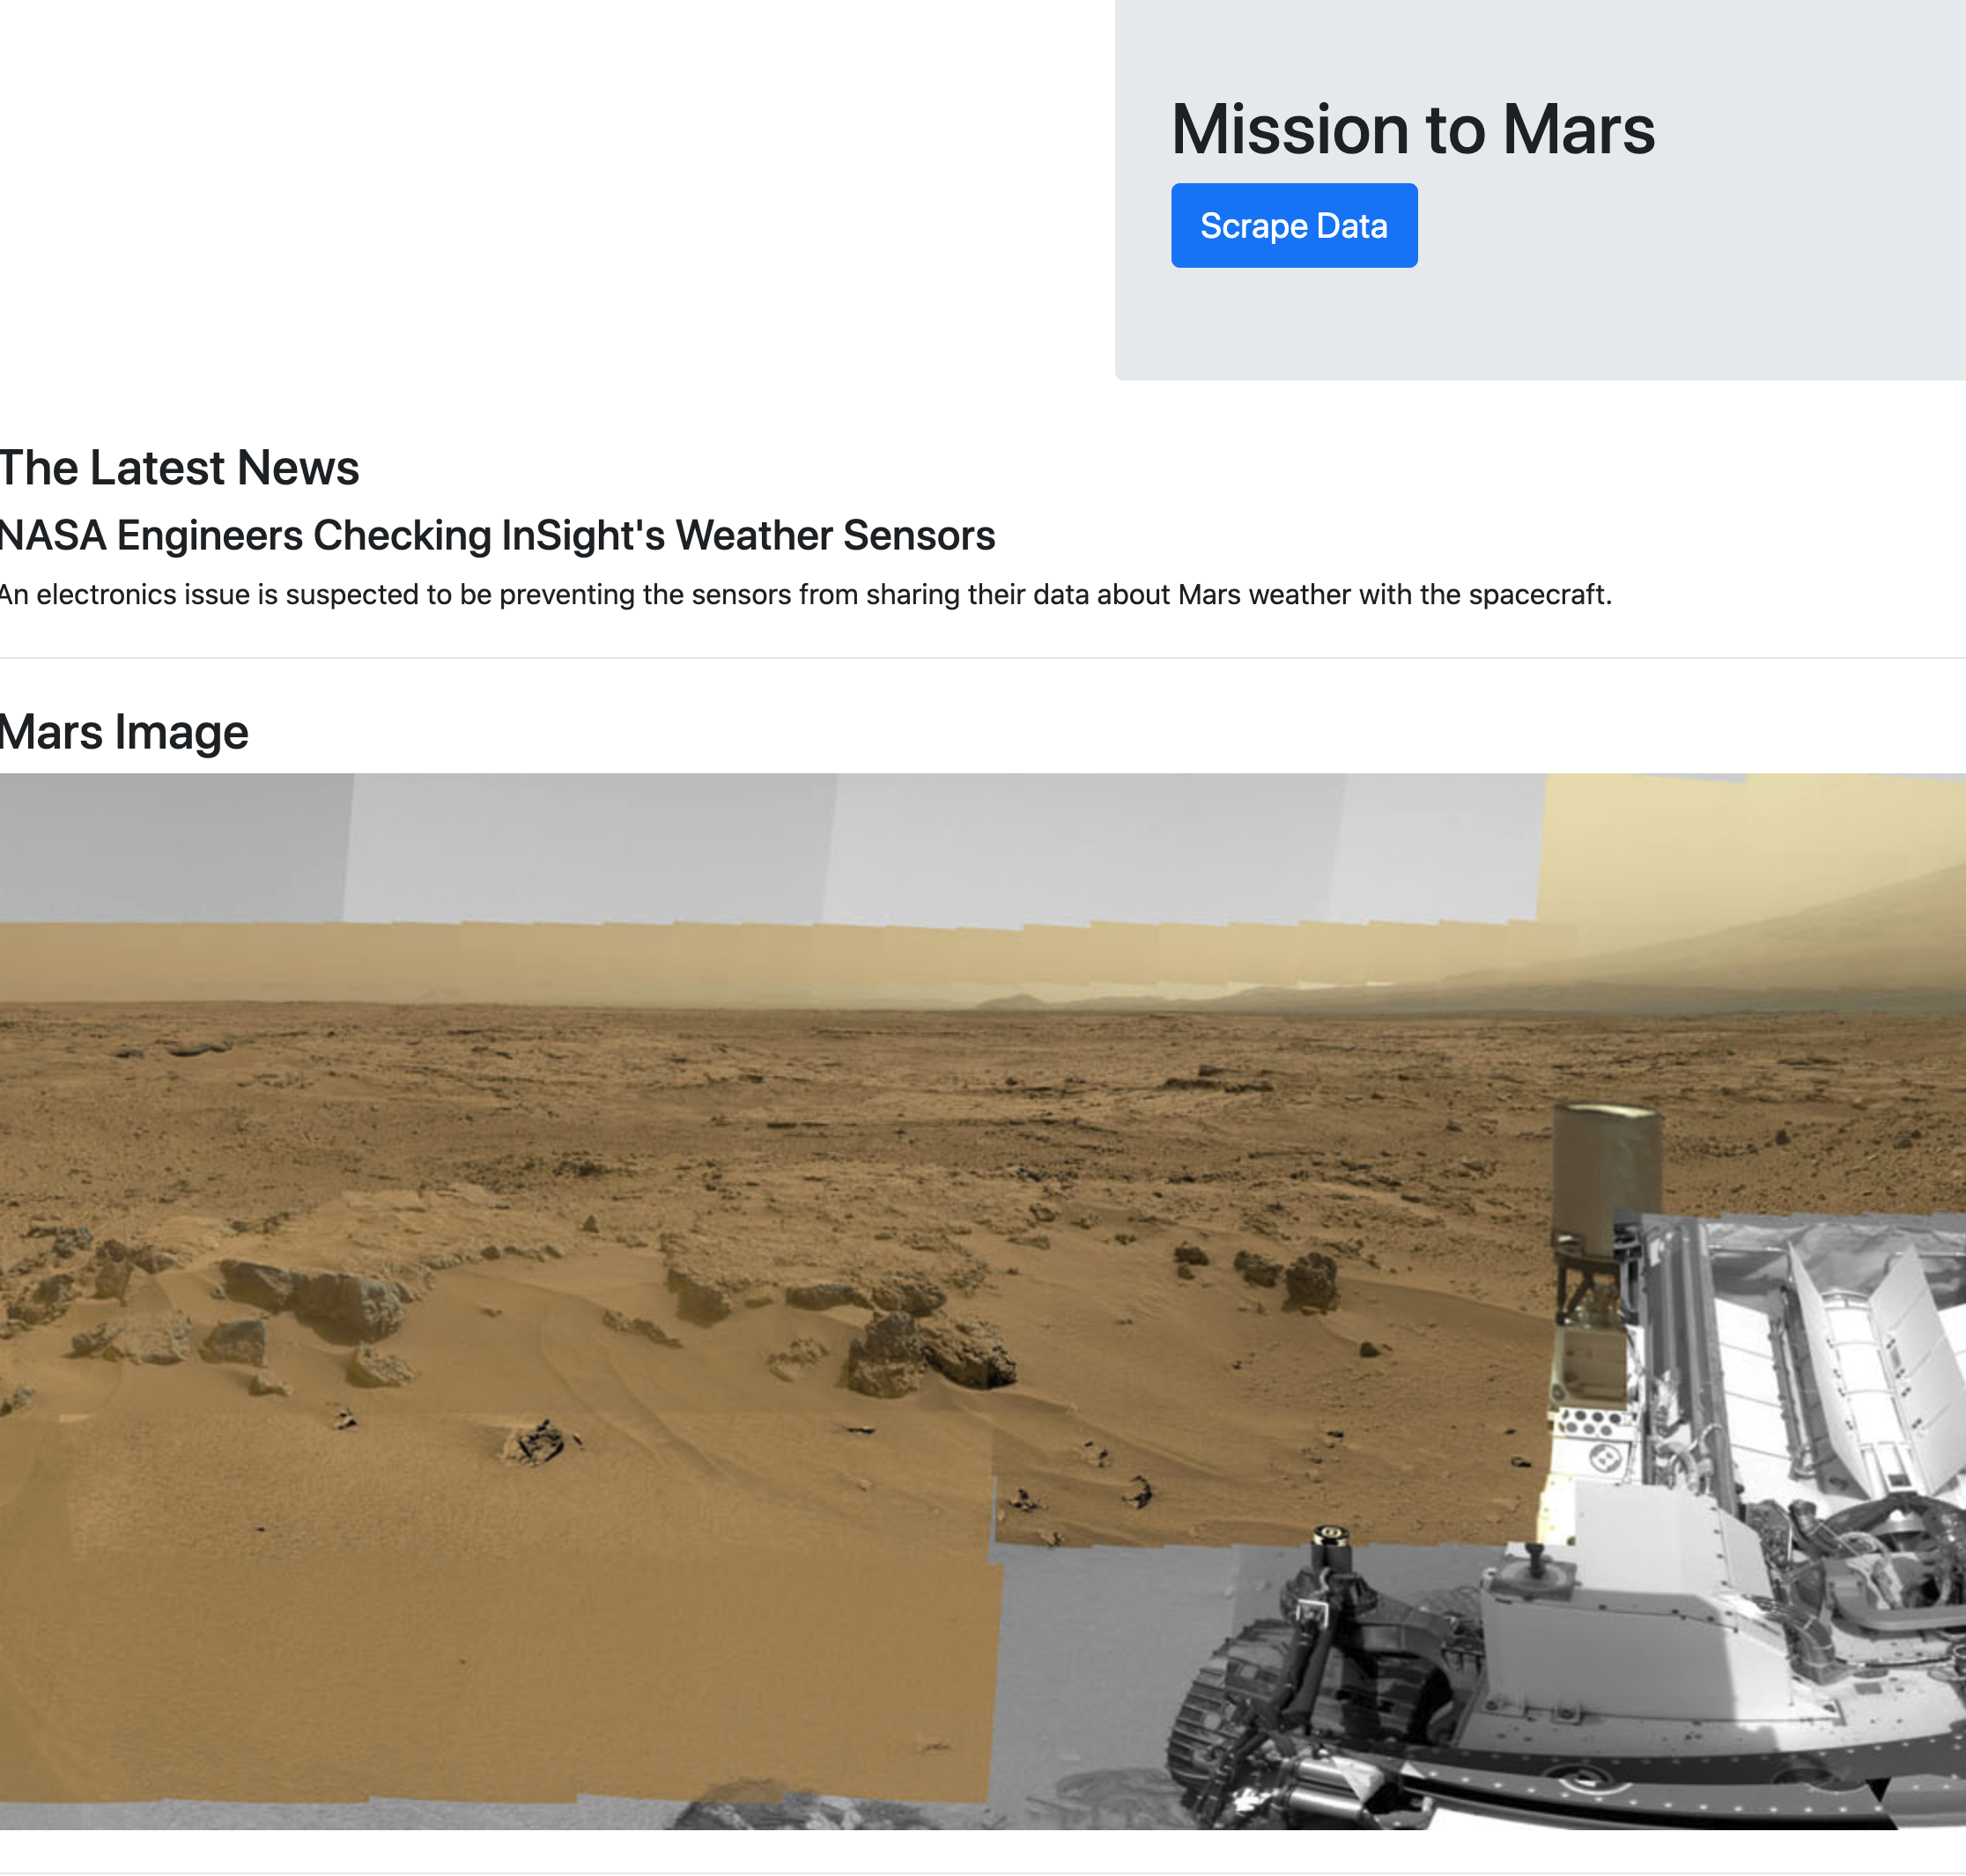 Mission to Mars
Scrape Data
The Latest News
NASA Engineers Checking InSight's Weather Sensors
An electronics issue is suspected to be preventing the sensors from sharing their data about Mars weather with the spacecraft.
Mars Image